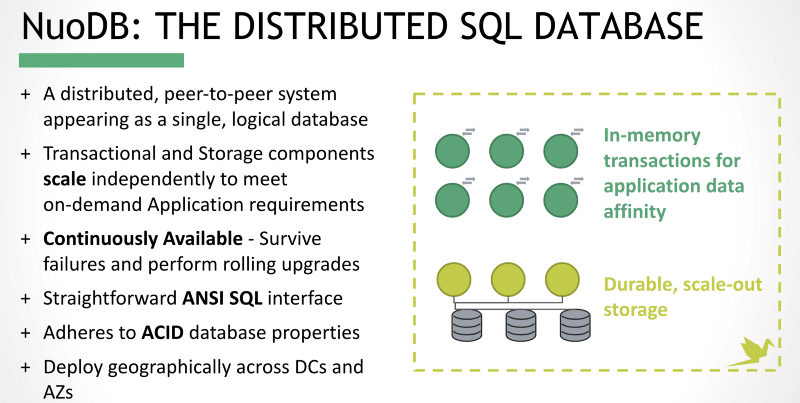 NuoDB: THE DISTRIBUTED SQL DATABASE
+ A distributed, peer-to-peer system
appearing as a single, logical database
+ Transactional and Storage components
scale independently to meet
on-demand Application requirements
+ Continuously Available - Survive
failures and perform rolling upgrades
+ Straightforward ANSI SQL interface
+ Adheres to ACID database properties
+ Deploy geographically across DCs and
AZs
In-memory
transactions for
application data
affinity
Durable, scale-out
storage